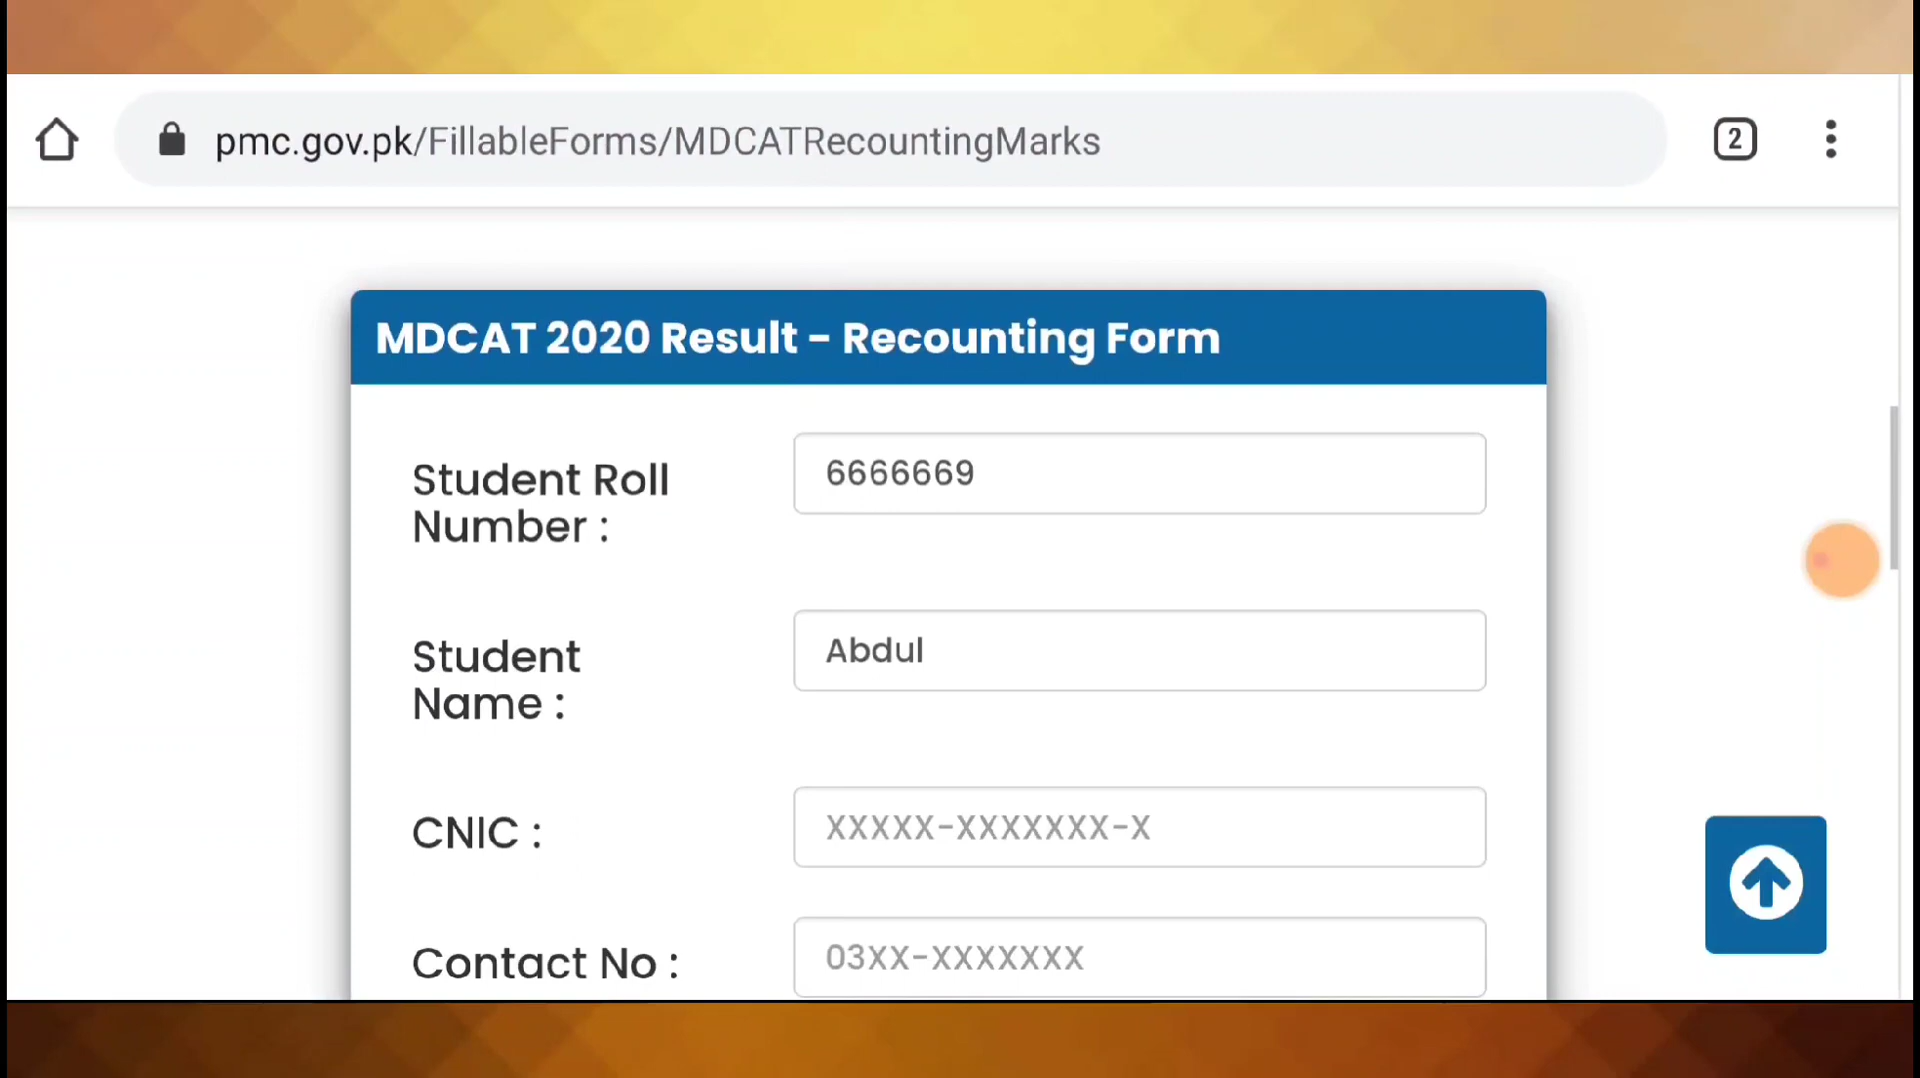 pmc.gov.pk/FillableForms/MDCATRecountingMarks
2
MDCAT 2020 Result - Recounting Form
Student Roll
Number :
6666669
Student
Name :
Abdul
CNIC :
XXXXX-XXXXXXX-X
Contact No :
03XX-XXXXXXX